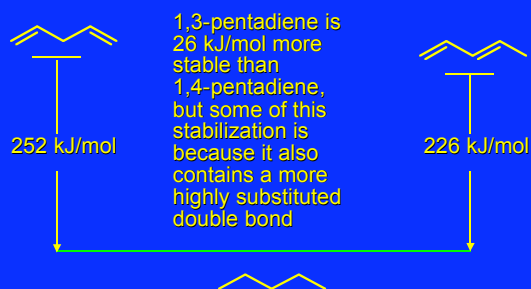 1,3-pentadiene is
26 kJ/mol more
stable than
1,4-pentadiene,
but some of this
stabilization is
because it also
contains a more
highly substituted
double bond
252 kJ/mol
226 kJ/mol